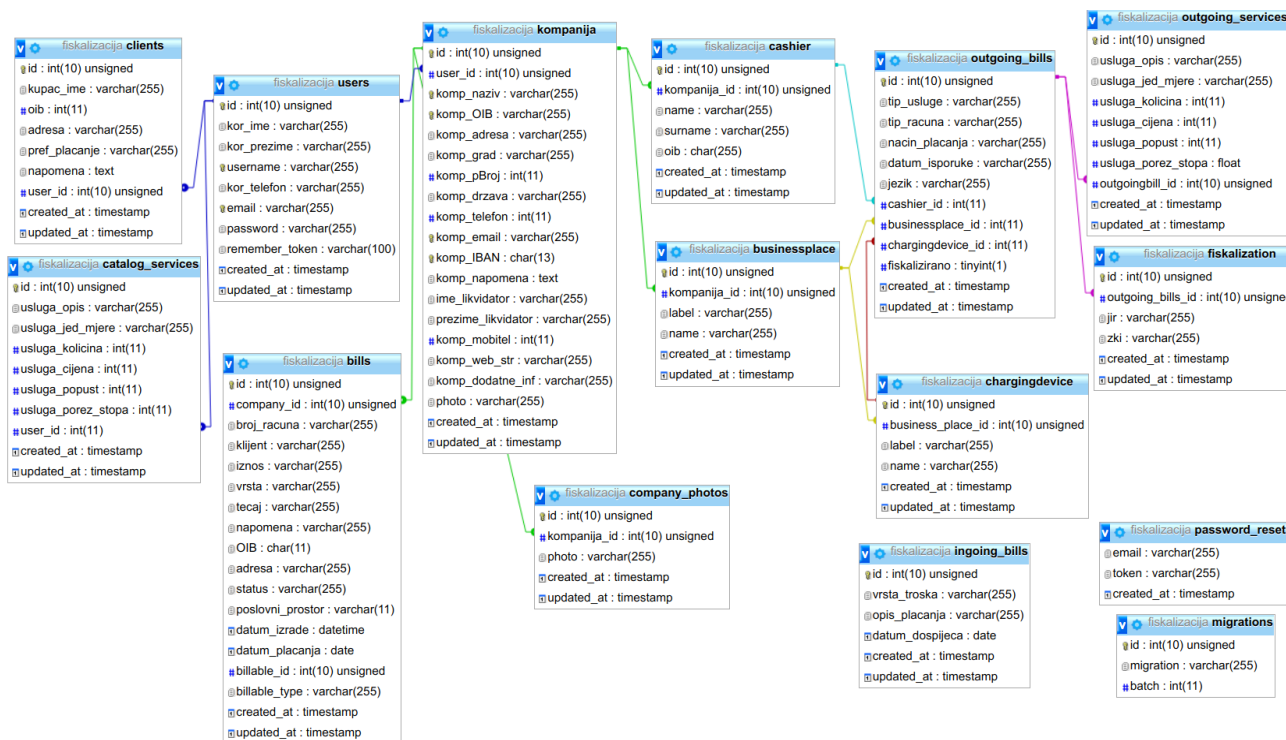 fiskalizacija clients
id : int(10) unsigned
kupac_ime : varchar(255)
oib : int(11)
adresa : varchar(255)
pref_placanje : varchar(255)
napomena : text
user_id : int(10) unsigned
created_at : timestamp
updated_at : timestamp
fiskalizacija catalog_services
id : int(10) unsigned
usluga_opis : varchar(255)
usluga_jed_mjere : varchar(255)
usluga_kolicina : int(11)
usluga_cijena : int(11)
usluga_popust : int(11)
usluga_porez_stopa : int(11)
user_id : int(11)
created_at : timestamp
updated_at : timestamp
fiskalizacija users
id : int(10) unsigned
kor_ime : varchar(255)
kor_prezime : varchar(255)
username : varchar(255)
kor_telefon : varchar(255)
email : varchar(255)
password : varchar(255)
remember_token : varchar(100)
created_at : timestamp
updated_at : timestamp
fiskalizacija bills
id : int(10) unsigned
company_id : int(10) unsigned
broj_racuna : varchar(255)
klijent : varchar(255)
iznos : varchar(255)
vrsta : varchar(255)
tecaj : varchar(255)
napomena : varchar(255)
OIB : char(11)
adresa : varchar(255)
status : varchar(255)
poslovni_prostor : varchar(11)
datum_izrade : datetime
datum_placanja : date
billable_id : int(10) unsigned
billable_type : varchar(255)
created_at : timestamp
updated_at : timestamp
fiskalizacija kompanija
id : int(10) unsigned
user_id : int(10) unsigned
komp_naziv : varchar(255)
komp_OIB : varchar(255)
komp_adresa : varchar(255)
komp_grad : varchar(255)
komp_pBroj : int(11)
komp_drzava : varchar(255)
komp_telefon : int(11)
komp_email : varchar(255)
komp_IBAN : char(13)
komp_napomena : text
ime_likvidator : varchar(255)
prezime_likvidator : varchar(255)
komp_mobitel : int(11)
komp_web_str : varchar(255)
komp_dodatne_inf : varchar(255)
photo : varchar(255)
created_at : timestamp
updated_at : timestamp
fiskalizacija company_photos
id : int(10) unsigned
kompanija_id : int(10) unsigned
photo : varchar(255)
created_at : timestamp
updated_at : timestamp
fiskalizacija cashier
id : int(10) unsigned
kompanija_id : int(10) unsigned
name : varchar(255)
surname : varchar(255)
oib : char(255)
created_at : timestamp
updated_at : timestamp
fiskalizacija businessplace
id : int(10) unsigned
kompanija_id : int(10) unsigned
label : varchar(255)
name : varchar(255)
created_at : timestamp
updated_at : timestamp
fiskalizacija outgoing_bills
id : int(10) unsigned
tip_usluge : varchar(255)
tip_racuna : varchar(255)
nacin_placanja : varchar(255)
datum_isporuke : varchar(255)
jezik : varchar(255)
cashier_id : int(11)
businessplace_id : int(11)
chargingdevice_id : int(11)
fiskalizirano : tinyint(1)
created_at : timestamp
updated_at : timestamp
fiskalizacija chargingdevice
id : int(10) unsigned
business_place_id : int(10) unsigned
label : varchar(255)
name : varchar(255)
created_at : timestamp
updated_at : timestamp
fiskalizacija ingoing_bills
id : int(10) unsigned
vrsta_troska : varchar(255)
opis_placanja : varchar(255)
datum_dospijeca : date
created_at : timestamp
updated_at : timestamp
fiskalizacija outgoing_services
id : int(10) unsigned
usluga_opis : varchar(255)
usluga_jed_mjere : varchar(255)
usluga_kolicina : int(11)
usluga_cijena : int(11)
usluga_popust : int(11)
usluga_porez_stopa : float
outgoingbill_id : int(10) unsigned
created_at : timestamp
updated_at : timestamp
fiskalizacija fiskalization
id : int(10) unsigned
outgoing_bills_id : int(10) unsigne
jir : varchar(255)
zki : varchar(255)
created_at : timestamp
updated_at : timestamp
fiskalizacija password_reset
email : varchar(255)
token : varchar(255)
created_at : timestamp
fiskalizacija migrations
id : int(10) unsigned
migration : varchar(255)
batch : int(11)